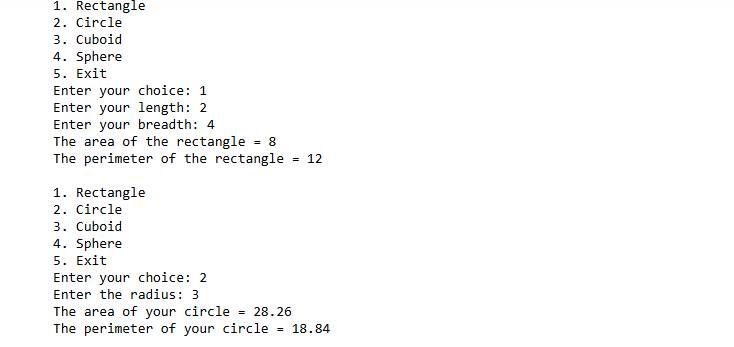 1. Rectangle
2. Circle
3. Cuboid
4. Sphere
5. Exit
Enter your choice: 1
Enter your length: 2
Enter your breadth: 4
The area of the rectangle = 8
The perimeter of the rectangle = 12
1. Rectangle
2. Circle
3. Cuboid
4. Sphere
5. Exit
Enter your choice: 2
Enter the radius: 3
The area of your circle = 28.26
The perimeter of your circle = 18.84